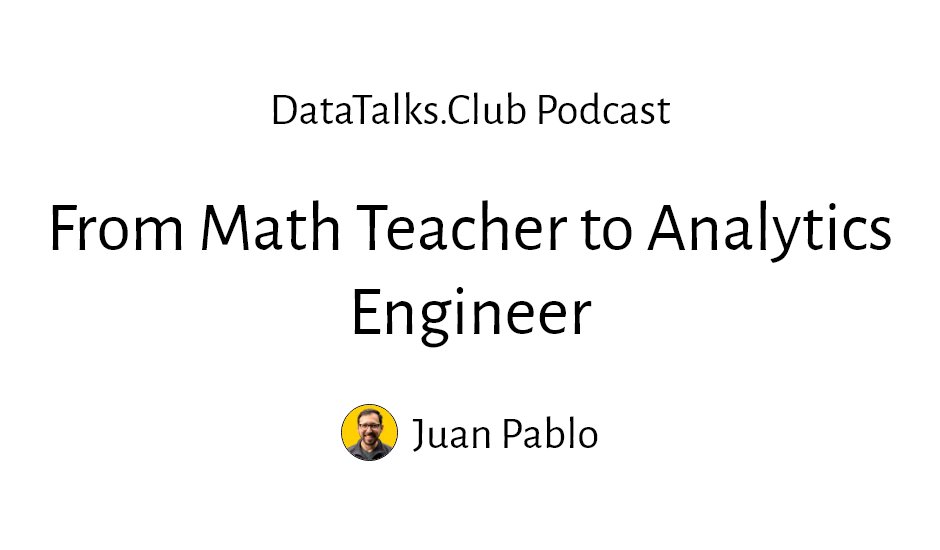 DataTalks.Club Podcast
From Math Teacher to Analytics
Engineer
Juan Pablo